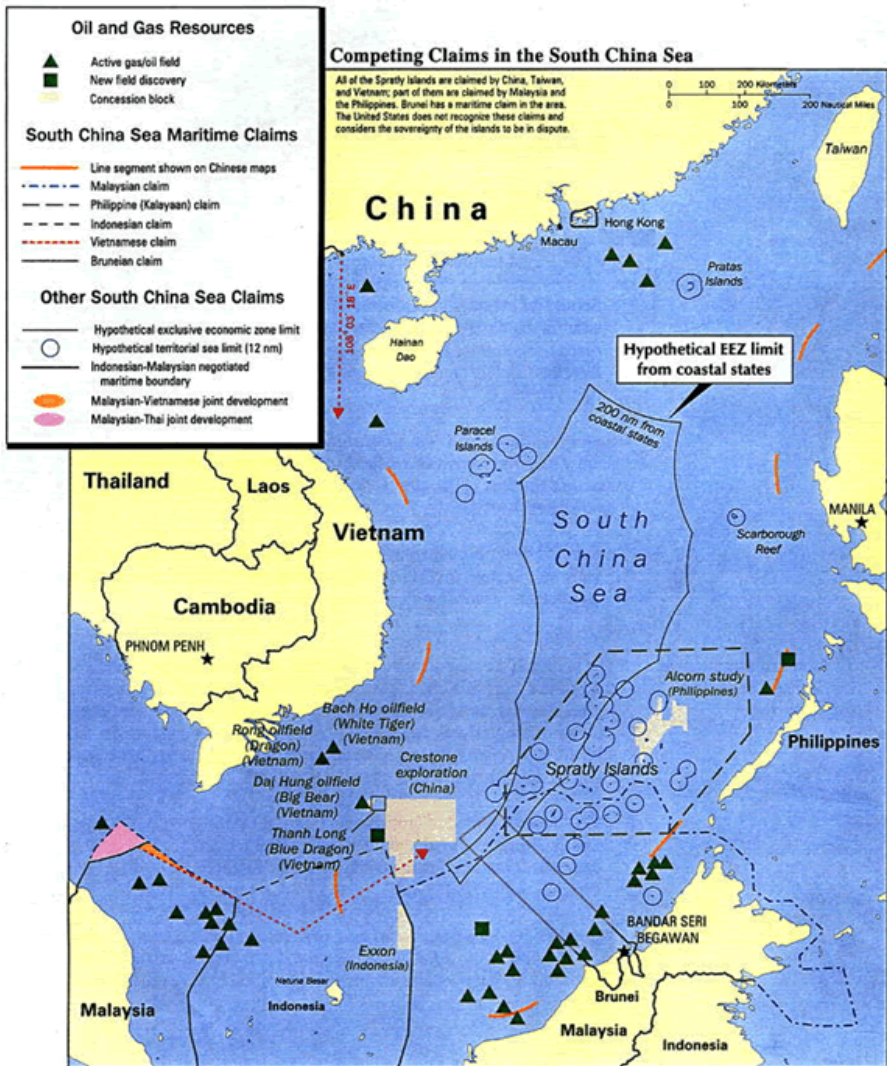 Oil and Gas Resources
Active gas/oil field
New field discovery
Concession block
South China Sea Maritime Claims
Line segment shown on Chinese maps
Malaysian claim
Philippine (Kalayaan) claim
Indonesian claim
Vietnamese claim
Bruneian claim
Other South China Sea Claims
Hypothetical exclusive economic zone limit
Hypothetical territorial sea limit (12 nm)
Indonesian-Malaysian negotiated
maritime boundary
Malaysian-Vietnamese joint development
Malaysian-Thai joint development
Competing Claims in the South China Sea
All of the Spratly Islands are claimed by China, Taiwan,
and Vietnam; part of them are claimed by Malaysia and
the Philippines. Brunei has a maritime claim in the area.
The United States does not recognize these claims and
considers the sovereignty of the islands to be in dispute.
0 100 200 Kilometers
0 100 200 Nautical Miles
Taiwan
China
Hong Kong
Macau
Pratas
Islands
108° 03' 18" E
Hainan
Dao
Hypothetical EEZ limit
from coastal states
200 nm from
coastal states
Paracel
Islands
Thailand
Laos
Vietnam
South
China
Sea
MANILA
Scarborough
Reef
Cambodia
PHNOM PENH
Alcorn study
(Philippines)
Bach Ho oilfield
(White Tiger)
(Vietnam)
Rong oilfield
(Dragon)
(Vietnam)
Crestone
exploration
(China)
Philippines
Spratly Islands
Dai Hung oilfield
(Big Bear)
(Vietnam)
Thanh Long
(Blue Dragon)
(Vietnam)
BANDAR SERI
BEGAWAN
Exxon
(Indonesia)
Natuna Besar
Indonesia
Malaysia
Brunei
Malaysia
Indonesia